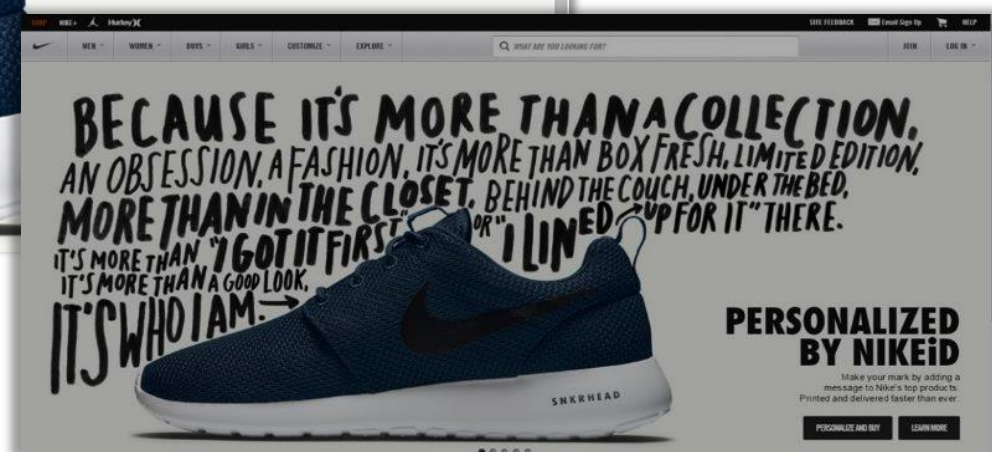 SHOP NIKE+ Hurley SITE FEEDBACK Email Sign Up HELP
MEN WOMEN BOYS GIRLS CUSTOMIZE EXPLORE WHAT ARE YOU LOOKING FOR? JOIN LOG IN
BECAUSE IT'S MORE THAN A COLLECTION,
AN OBSESSION, A FASHION, IT'S MORE THAN BOX FRESH, LIMITED EDITION,
MORE THAN IN THE CLOSET, BEHIND THE COUCH, UNDER THE BED,
IT'S MORE THAN "I GOT IT FIRST" OR "I LINED UP FOR IT" THERE.
IT'S MORE THAN A GOOD LOOK,
IT'S WHO I AM.
SNKRHEAD
PERSONALIZED
BY NIKEiD
Make your mark by adding a
message to Nike's top products.
Printed and delivered faster than ever.
PERSONALIZE AND BUY LEARN MORE